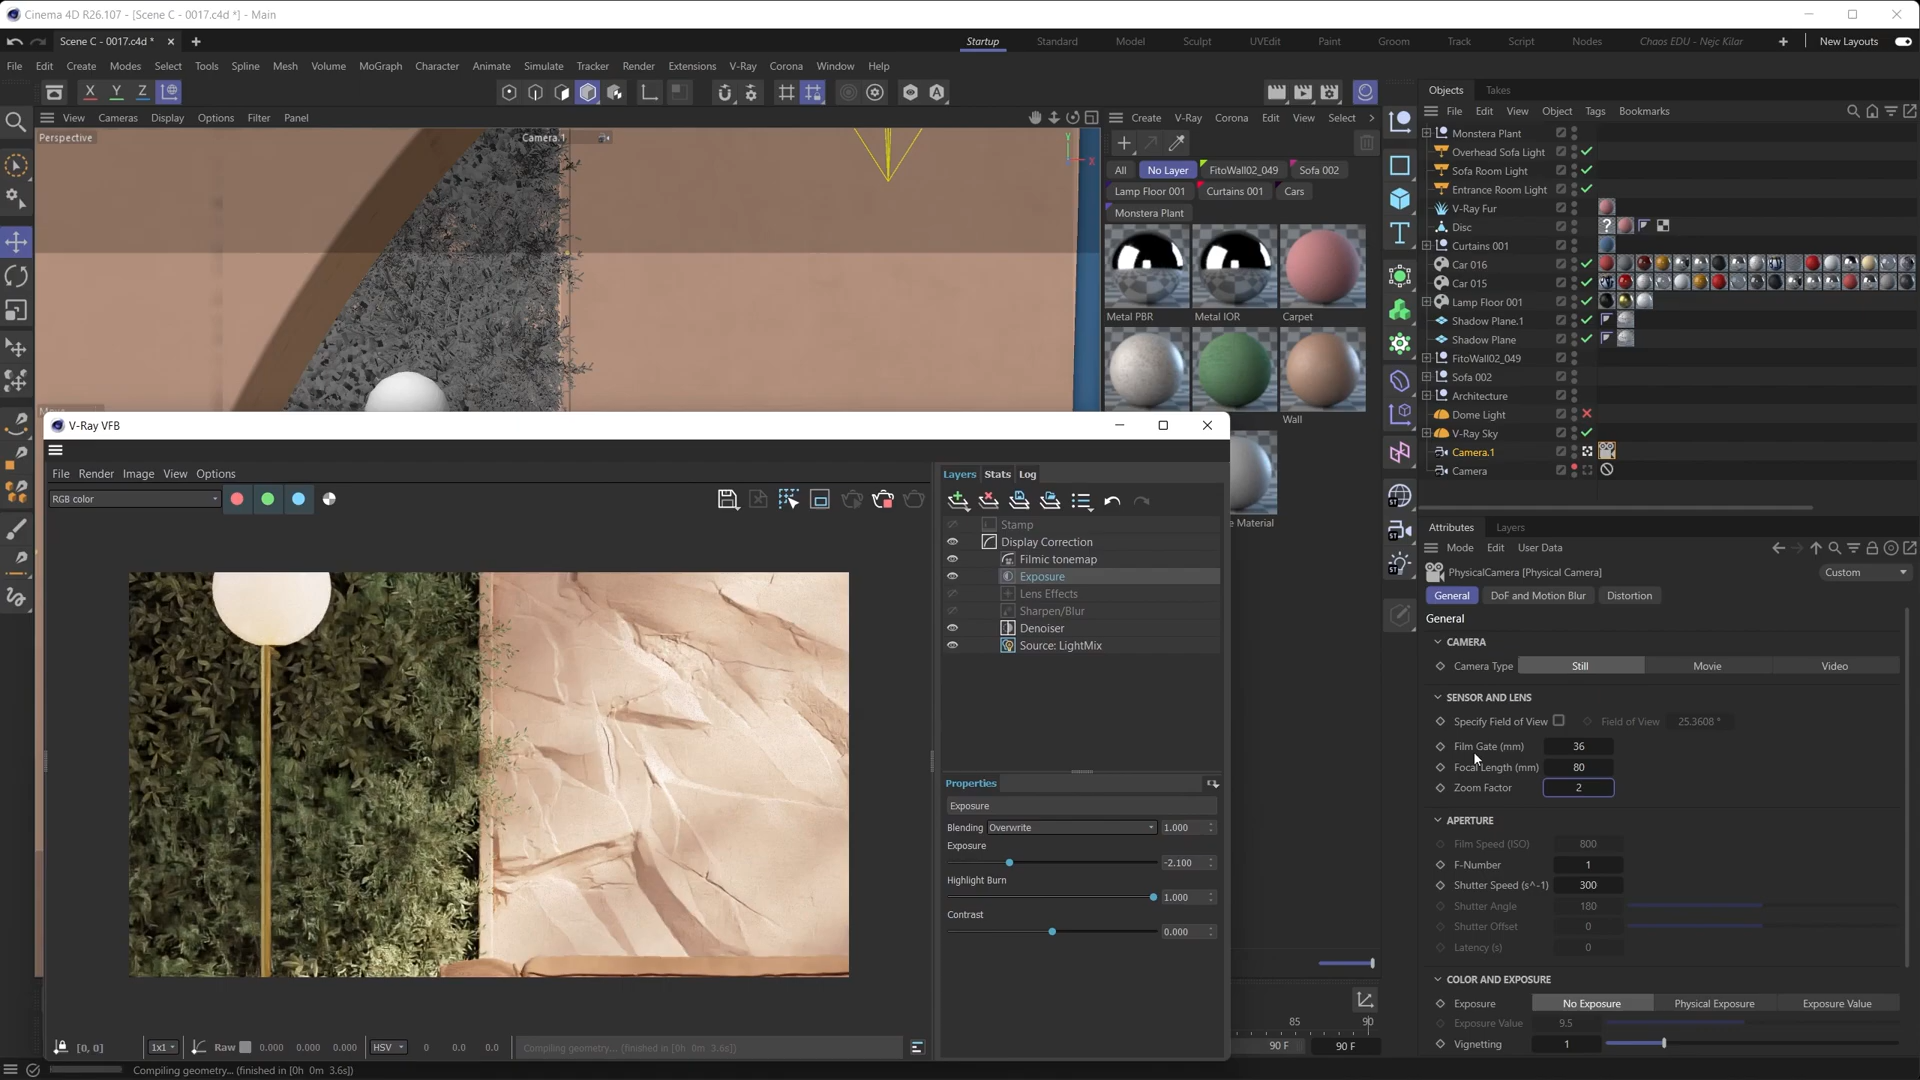 Cinema 4D R26.107 - [Scene C - 0017.c4d *] - Main
Scene C - 0017.c4d *
Startup Standard Model Sculpt UVEdit Paint Groom Track Script Nodes Chaos EDU - Nejc Kilar New Layouts
File Edit Create Modes Select Tools Spline Mesh Volume MoGraph Character Animate Simulate Tracker Render Extensions V-Ray Corona Window Help
X Y Z
View Cameras Display Options Filter Panel
Perspective
Camera.1
Y
X
Create V-Ray Corona Edit View Select
All No Layer FitoWall02_049 Sofa 002
Lamp Floor 001 Curtains 001 Cars
Monstera Plant
Metal PBR Metal IOR Carpet
Wall
e Material
Objects Takes
File Edit View Object Tags Bookmarks
Monstera Plant
Overhead Sofa Light
Sofa Room Light
Entrance Room Light
V-Ray Fur
Disc
Curtains 001
Car 016
Car 015
Lamp Floor 001
Shadow Plane.1
Shadow Plane
FitoWall02_049
Sofa 002
Architecture
Dome Light
V-Ray Sky
Camera.1
Camera
Attributes Layers
Mode Edit User Data
PhysicalCamera [Physical Camera] Custom
General DoF and Motion Blur Distortion
General
CAMERA
Camera Type Still Movie Video
SENSOR AND LENS
Specify Field of View Field of View 25.3608 °
Film Gate (mm) 36
Focal Length (mm) 80
Zoom Factor 2
APERTURE
Film Speed (ISO) 800
F-Number 1
Shutter Speed (s^-1) 300
Shutter Angle 180
Shutter Offset 0
Latency (s) 0
COLOR AND EXPOSURE
Exposure No Exposure Physical Exposure Exposure Value
Exposure Value 9.5
Vignetting 1
V-Ray VFB
File Render Image View Options
RGB color
Layers Stats Log
Stamp
Display Correction
Filmic tonemap
Exposure
Lens Effects
Sharpen/Blur
Denoiser
Source: LightMix
Properties
Exposure
Blending Overwrite 1.000
Exposure
-2.100
Highlight Burn
1.000
Contrast
0.000
[0, 0] 1x1 Raw 0.000 0.000 0.000 HSV 0 0.0 0.0 Compiling geometry... (finished in [0h 0m 3.6s])
85 90
90 F 90 F
Compiling geometry... (finished in [0h 0m 3.6s])